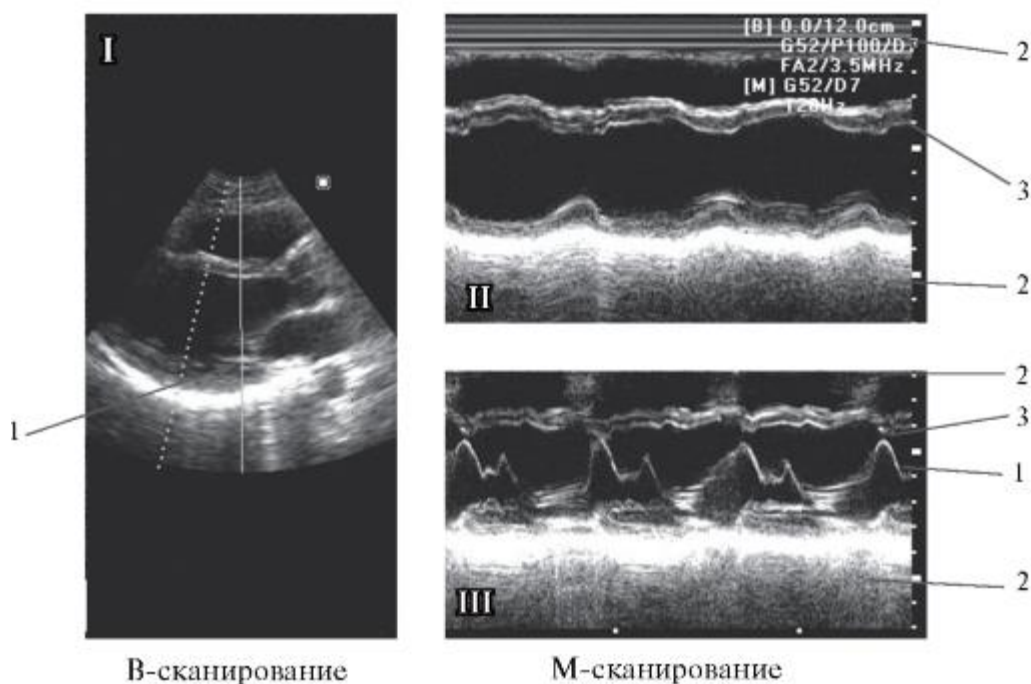 I
1
[B] 0.0/12.0cm
G52/P100/D7
FA2/3.5MHz
[M] G52/D7
II
2
3
2
III
2
3
1
2
В-сканирование
М-сканирование